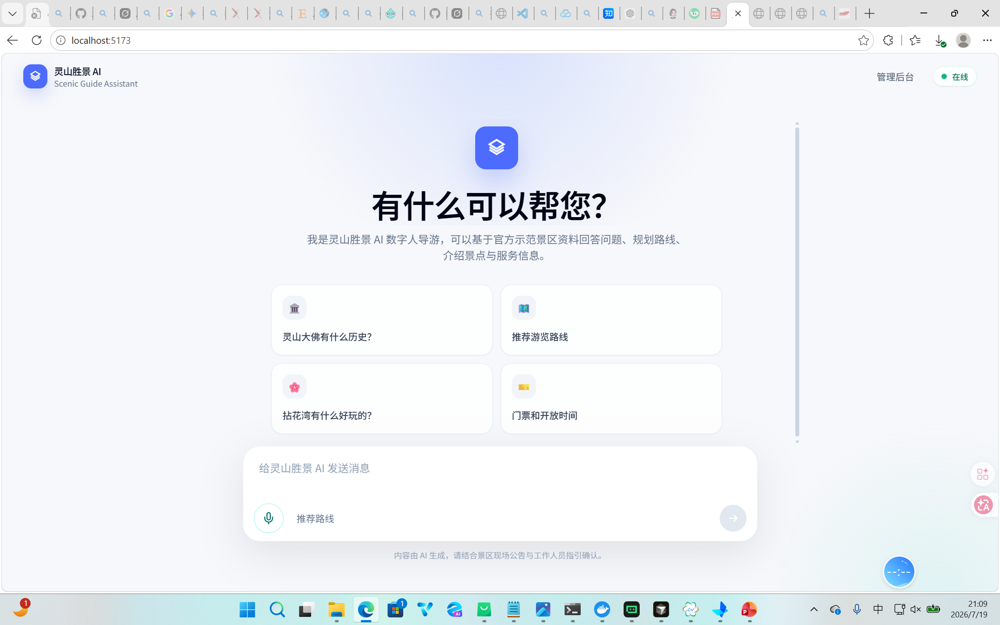 localhost:5173
灵山胜景 AI
Scenic Guide Assistant
管理后台
在线
有什么可以帮您？
我是灵山胜景 AI 数字人导游，可以基于官方示范景区资料回答问题、规划路线、
介绍景点与服务信息。
灵山大佛有什么历史？
推荐游览路线
拈花湾有什么好玩的？
门票和开放时间
给灵山胜景 AI 发送消息
推荐路线
内容由 AI 生成，请结合景区现场公告与工作人员指引确认。
--:--
1
1
中
21:09
2026/7/19